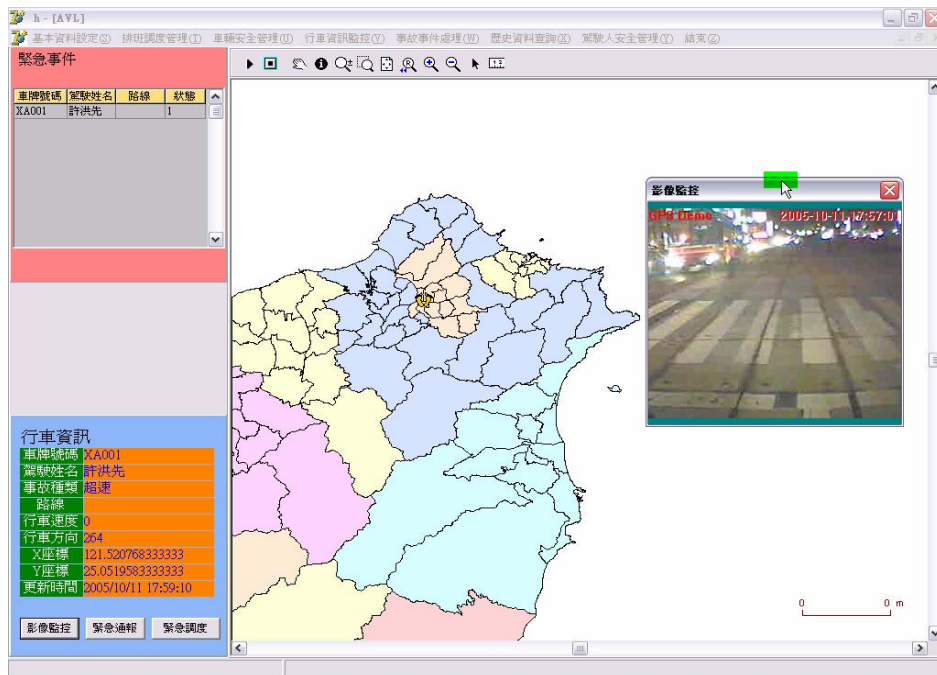 h - [AVL]
基本資料設定(S) 排班調度管理(T) 車輛安全管理(U) 行車資訊監控(V) 事故事件處理(W) 歷史資料查詢(X) 駕駛人安全管理(Y) 結束(Z)
緊急事件
車牌號碼 駕駛姓名 路線 狀態
XA001 許洪先 1
影像監控
GPS Demo 2005-10-11 17:57:01
行車資訊
車牌號碼 XA001
駕駛姓名 許洪先
事故種類 超速
路線
行車速度 0
行車方向 264
X座標 121.520768333333
Y座標 25.0519583333333
更新時間 2005/10/11 17:59:10
0 0 m
影像監控 緊急通報 緊急調度